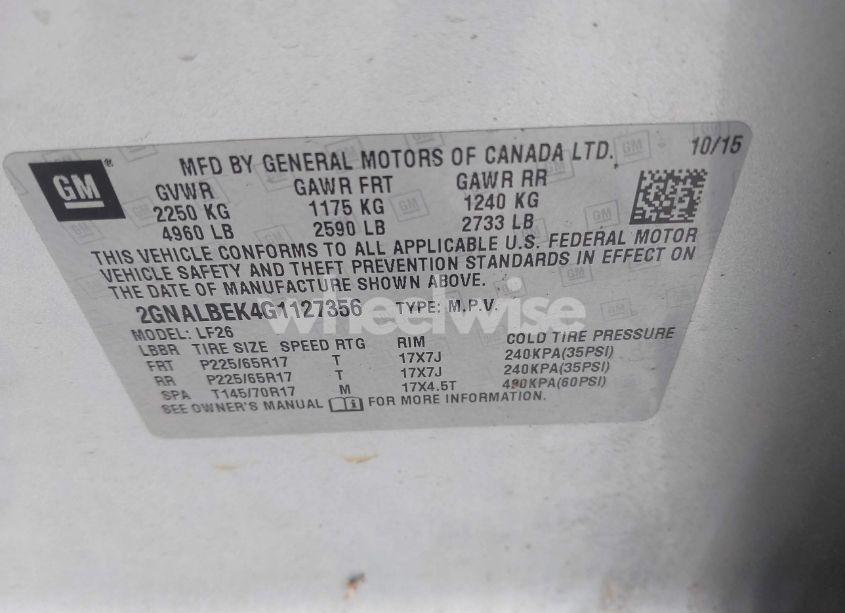 GM
MFD BY GENERAL MOTORS OF CANADA LTD. 10/15
GVWR GAWR FRT GAWR RR
2250 KG 1175 KG 1240 KG
4960 LB 2590 LB 2733 LB
THIS VEHICLE CONFORMS TO ALL APPLICABLE U.S. FEDERAL MOTOR
VEHICLE SAFETY AND THEFT PREVENTION STANDARDS IN EFFECT ON
THE DATE OF MANUFACTURE SHOWN ABOVE.
2GNALBEK4G1127356 TYPE: M.P.V.
wheelwise
MODEL: LF26
LBBR TIRE SIZE SPEED RTG RIM COLD TIRE PRESSURE
FRT P225/65R17 T 17X7J 240KPA(35PSI)
RR P225/65R17 T 17X7J 240KPA(35PSI)
SPA T145/70R17 M 17X4.5T 420KPA(60PSI)
SEE OWNER'S MANUAL FOR MORE INFORMATION.